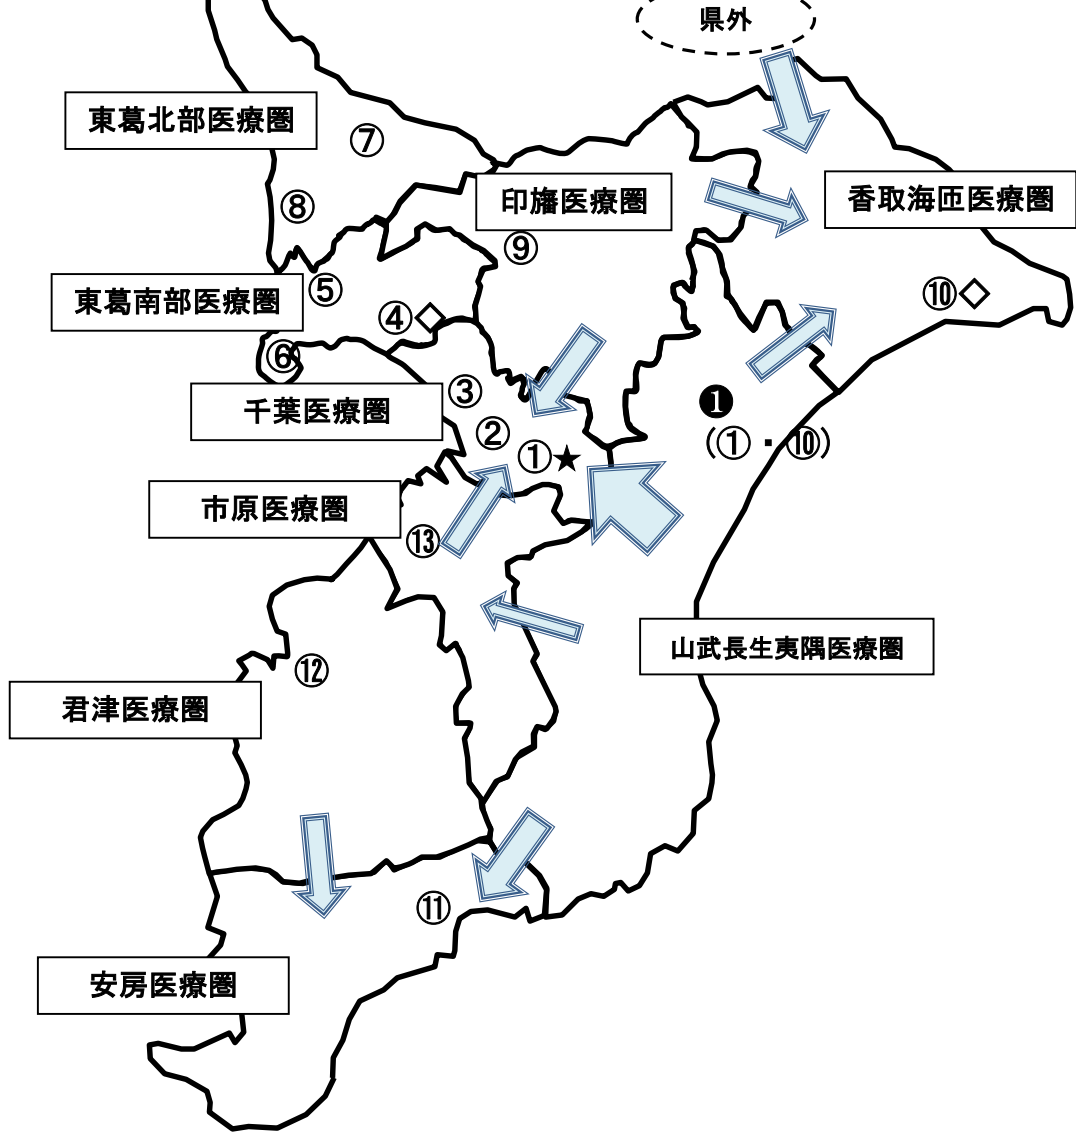 県外
東葛北部医療圏
⑦
⑧
印旛医療圏
香取海匝医療圏
⑨
東葛南部医療圏
⑤
④◇
⑩◇
⑥
千葉医療圏
③
②
①★
❶
(①・⑩)
市原医療圏
⑬
山武長生夷隅医療圏
⑫
君津医療圏
⑪
安房医療圏